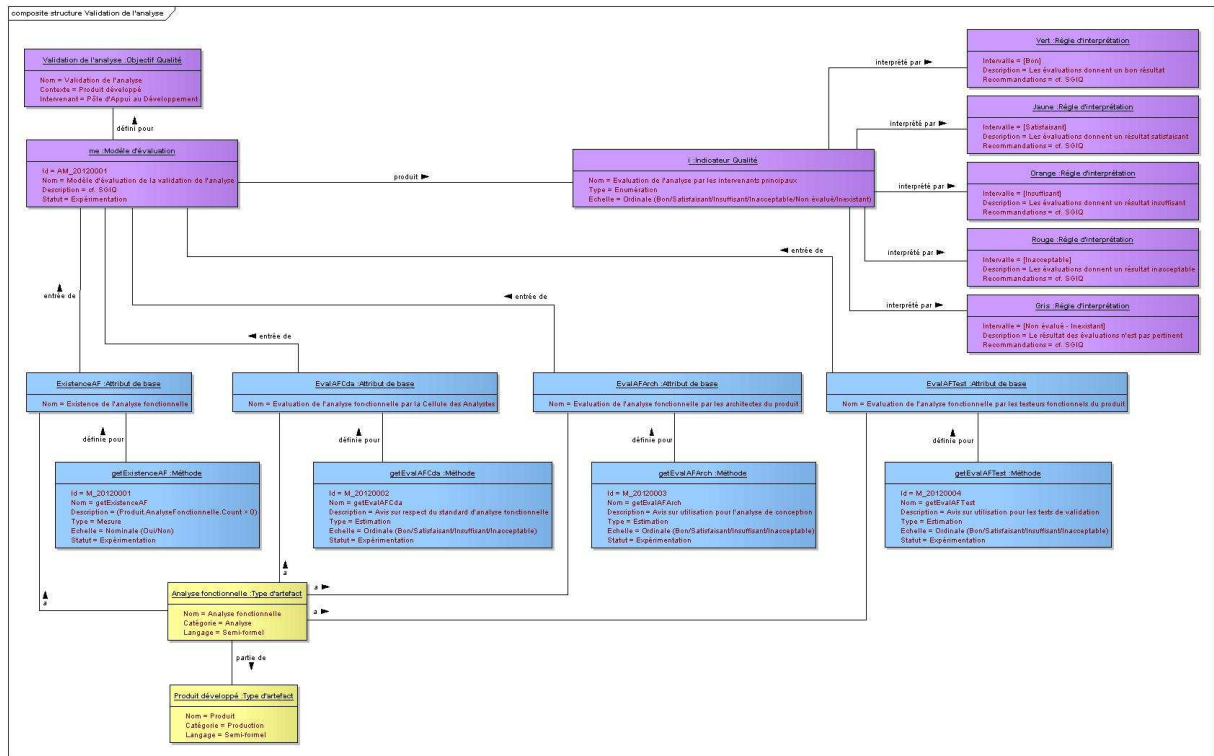 composite structure Validation de l'analyse
Validation de l'analyse :Objectif Qualité
Nom = Validation de l'analyse
Contexte = Produit développé
Intervenant = Pôle d'Appui au Développement
défini pour
me :Modèle d'évaluation
Id = AM_20120001
Nom = Modèle d'évaluation de la validation de l'analyse
Description = cf. SGIQ
Statut = Expérimentation
produit
i :Indicateur Qualité
Nom = Evaluation de l'analyse par les intervenants principaux
Type = Enumération
Echelle = Ordinale (Bon/Satisfaisant/Insuffisant/Inacceptable/Non évalué/Inexistant)
interprété par
Vert :Règle d'interprétation
Intervalle = [Bon]
Description = Les évaluations donnent un bon résultat
Recommandations = cf. SGIQ
interprété par
Jaune :Règle d'interprétation
Intervalle = [Satisfaisant]
Description = Les évaluations donnent un résultat satisfaisant
Recommandations = cf. SGIQ
interprété par
Orange :Règle d'interprétation
Intervalle = [Insuffisant]
Description = Les évaluations donnent un résultat insuffisant
Recommandations = cf. SGIQ
interprété par
Rouge :Règle d'interprétation
Intervalle = [Inacceptable]
Description = Les évaluations donnent un résultat inacceptable
Recommandations = cf. SGIQ
interprété par
Gris :Règle d'interprétation
Intervalle = [Non évalué - Inexistant]
Description = Le résultat des évaluations n'est pas pertinent
Recommandations = cf. SGIQ
entrée de
entrée de
entrée de
entrée de
ExistenceAF :Attribut de base
Nom = Existence de l'analyse fonctionnelle
EvalAFCda :Attribut de base
Nom = Evaluation de l'analyse fonctionnelle par la Cellule des Analystes
EvalAFArch :Attribut de base
Nom = Evaluation de l'analyse fonctionnelle par les architectes du produit
EvalAFTest :Attribut de base
Nom = Evaluation de l'analyse fonctionnelle par les testeurs fonctionnels du produit
définie pour
définie pour
définie pour
définie pour
getExistenceAF :Méthode
Id = M_20120001
Nom = getExistenceAF
Description = (Produit.AnalyseFonctionnelle.Count > 0)
Type = Mesure
Echelle = Nominale (Oui/Non)
Statut = Expérimentation
getEvalAFCda :Méthode
Id = M_20120002
Nom = getEvalAFCda
Description = Avis sur respect du standard d'analyse fonctionnelle
Type = Estimation
Echelle = Ordinale (Bon/Satisfaisant/Insuffisant/Inacceptable)
Statut = Expérimentation
getEvalAFArch :Méthode
Id = M_20120003
Nom = getEvalAFArch
Description = Avis sur utilisation pour l'analyse de conception
Type = Estimation
Echelle = Ordinale (Bon/Satisfaisant/Insuffisant/Inacceptable)
Statut = Expérimentation
getEvalAFTest :Méthode
Id = M_20120004
Nom = getEvalAFTest
Description = Avis sur utilisation pour les tests de validation
Type = Estimation
Echelle = Ordinale (Bon/Satisfaisant/Insuffisant/Inacceptable)
Statut = Expérimentation
a
a
a
a
Analyse fonctionnelle :Type d'artefact
Nom = Analyse fonctionnelle
Catégorie = Analyse
Langage = Semi-formel
partie de
Produit développé :Type d'artefact
Nom = Produit
Catégorie = Production
Langage = Semi-formel